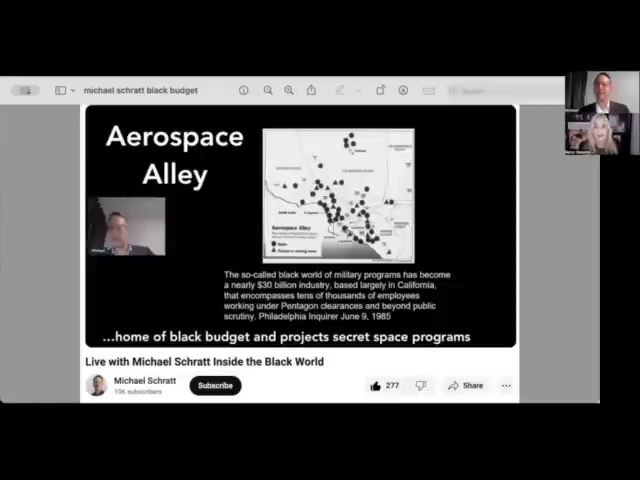 michael schratt black budget
Aerospace
Alley
Aerospace Alley
The so-called black world of military programs has become
a nearly $30 billion industry, based largely in California,
that encompasses tens of thousands of employees
working under Pentagon clearances and beyond public
scrutiny. Philadelphia Inquirer June 9, 1985
...home of black budget and projects secret space programs
Live with Michael Schratt Inside the Black World
Michael Schratt
10K subscribers
Subscribe
277
Share